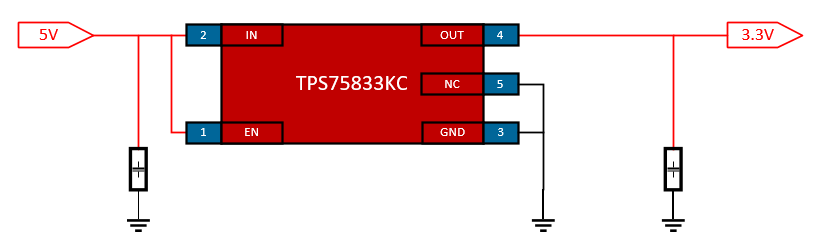 5V
2
IN
OUT
4
3.3V
TPS75833KC
NC
5
1
EN
GND
3